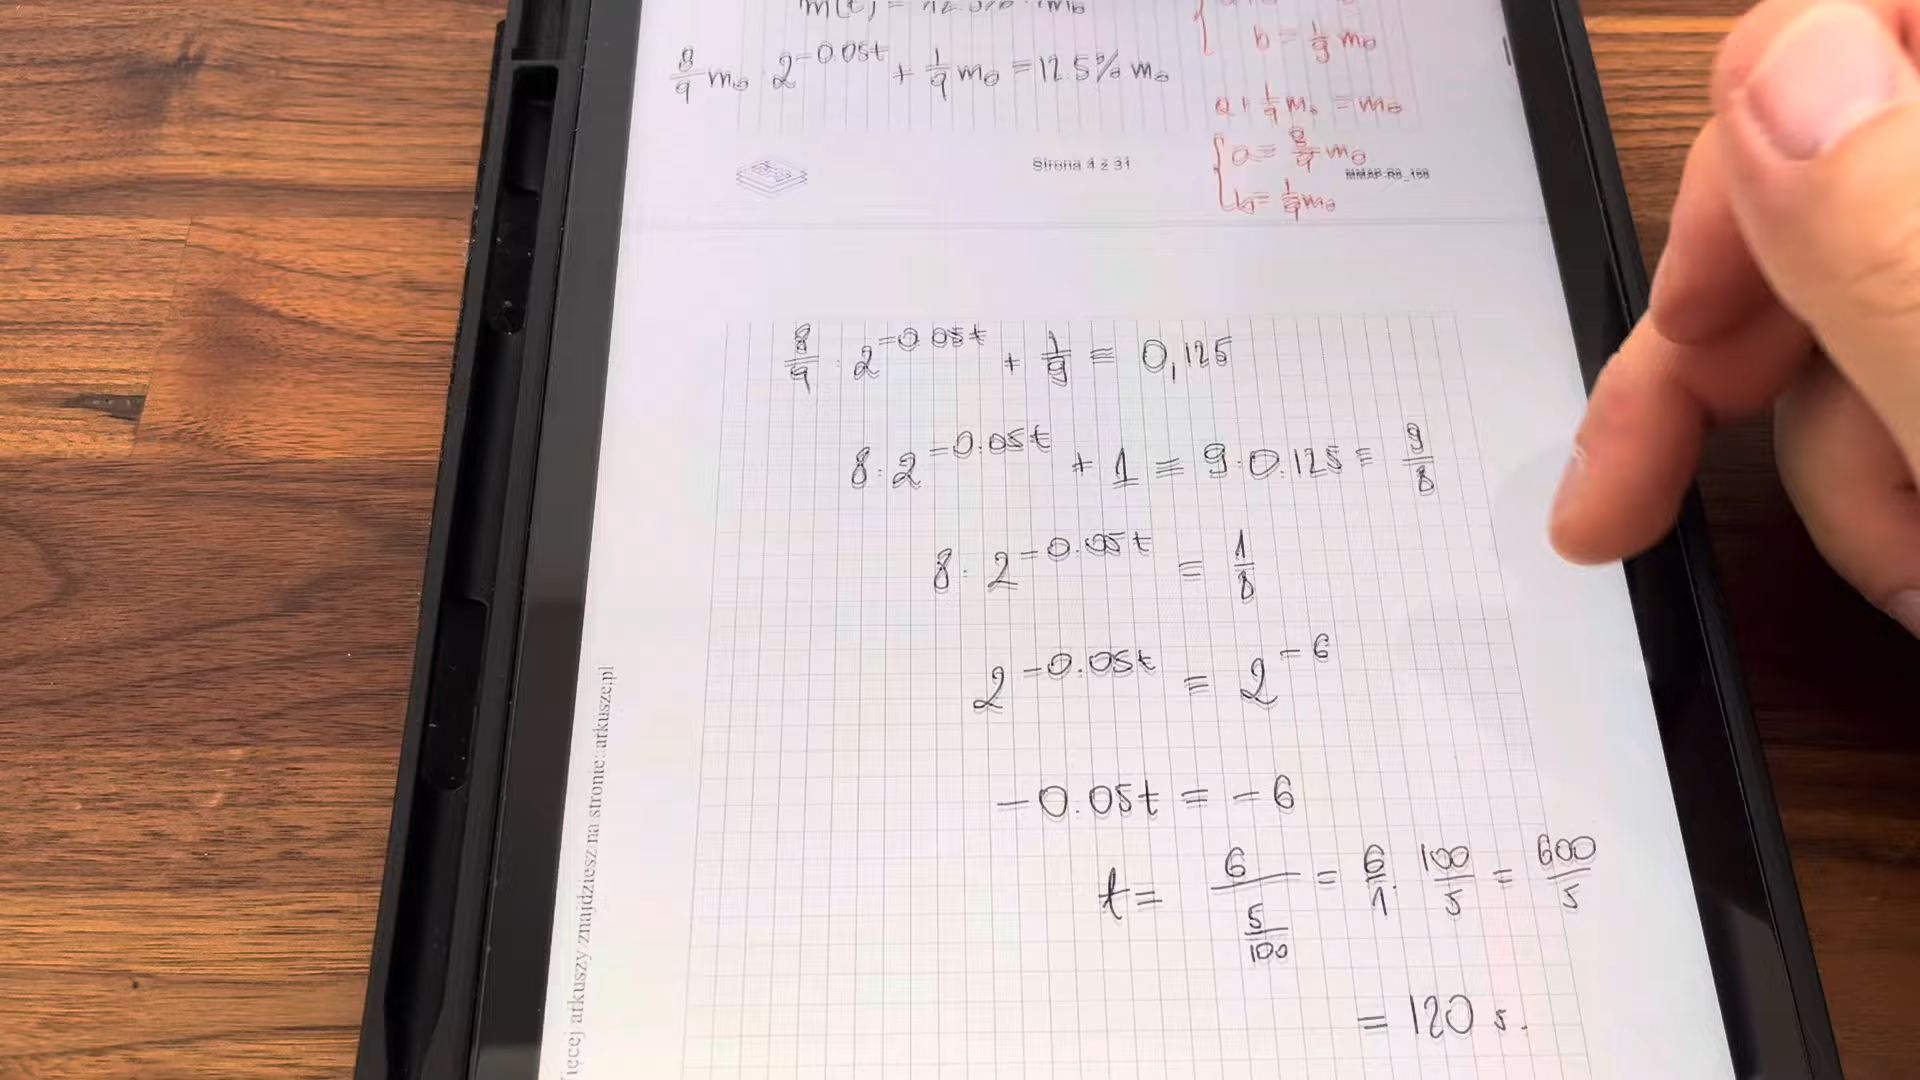 m(t) = 12.5% · m₀
b = 1/9 m₀
8/9 m₀ · 2^-0.05t + 1/9 m₀ = 12.5% m₀
a + 1/9 m₀ = m₀
{ a = 8/9 m₀
b = 1/9 m₀
Strona 4 z 31
8/9 · 2^-0.05t + 1/9 = 0,125
8 · 2^-0.05t + 1 = 9 · 0.125 = 9/8
8 · 2^-0.05t = 1/8
2^-0.05t = 2^-6
-0.05t = -6
t = 6/(5/100) = 6/1 · 100/5 = 600/5
= 120 s.
ięcej arkuszy znajdziesz na stronie: arkusze.pl